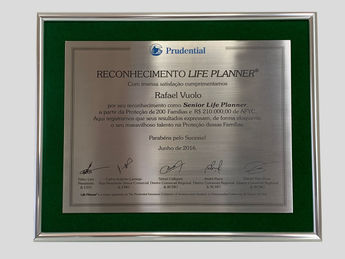 Prudential
RECONHECIMENTO LIFE PLANNER®
Com imensa satisfação cumprimentamos
Rafael Vuolo
por seu reconhecimento como Senior Life Planner
a partir da Proteção de 200 Famílias e R$ 210.000,00 de AFYC.
Aqui registramos que seus resultados expressam, de forma eloquente,
o seu maravilhoso talento na Proteção dessas Famílias.
Parabéns pelo Sucesso!
Junho de 2016.